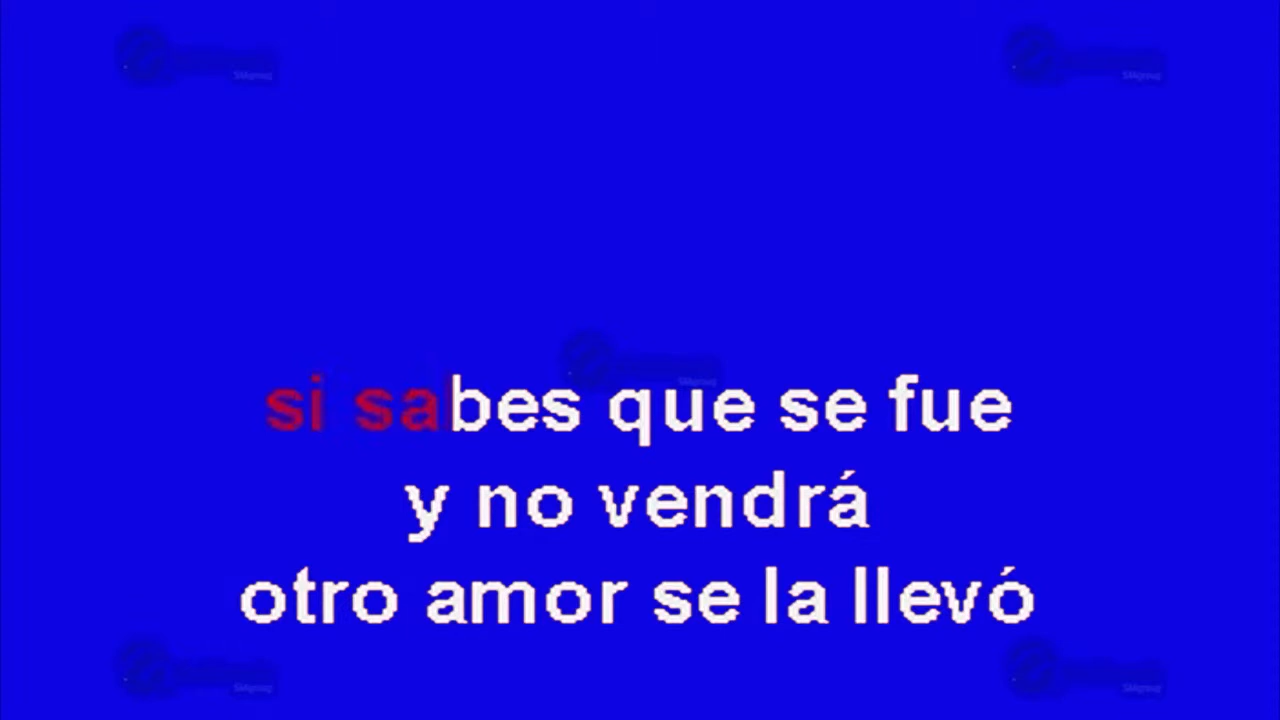 si sabes que se fue
y no vendrá
otro amor se la llevó